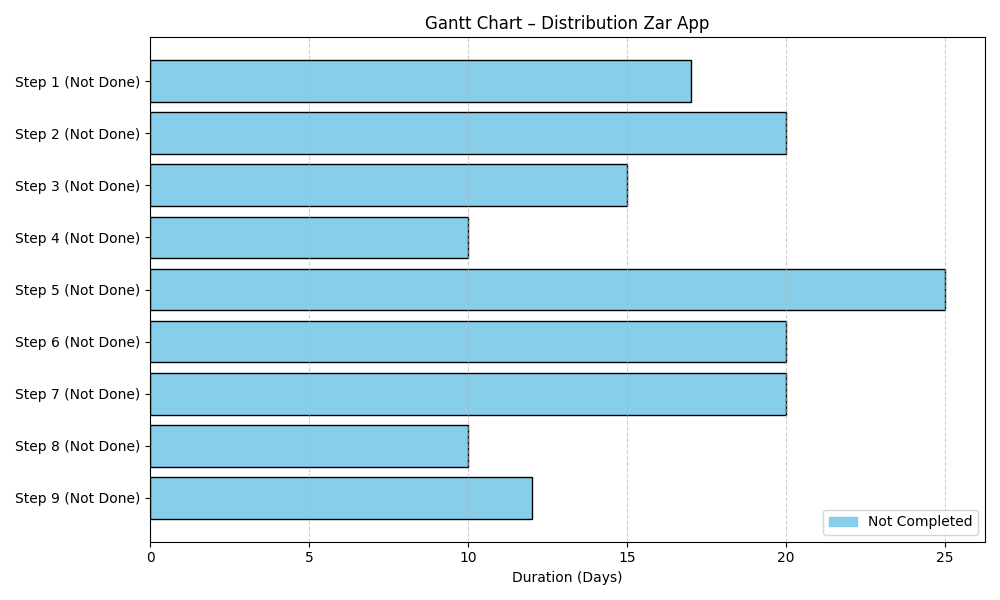 Gantt Chart – Distribution Zar App
Step 1 (Not Done)
Step 2 (Not Done)
Step 3 (Not Done)
Step 4 (Not Done)
Step 5 (Not Done)
Step 6 (Not Done)
Step 7 (Not Done)
Step 8 (Not Done)
Step 9 (Not Done)
Not Completed
0 5 10 15 20 25
Duration (Days)